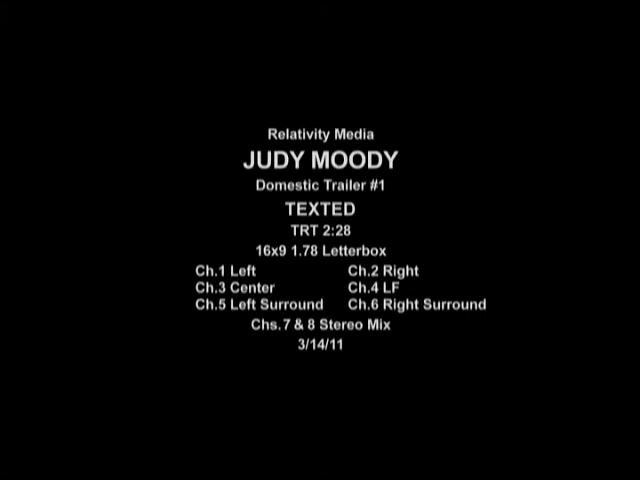 Relativity Media
JUDY MOODY
Domestic Trailer #1
TEXTED
TRT 2:28
16x9 1.78 Letterbox
Ch.1 Left Ch.2 Right
Ch.3 Center Ch.4 LF
Ch.5 Left Surround Ch.6 Right Surround
Chs.7 & 8 Stereo Mix
3/14/11